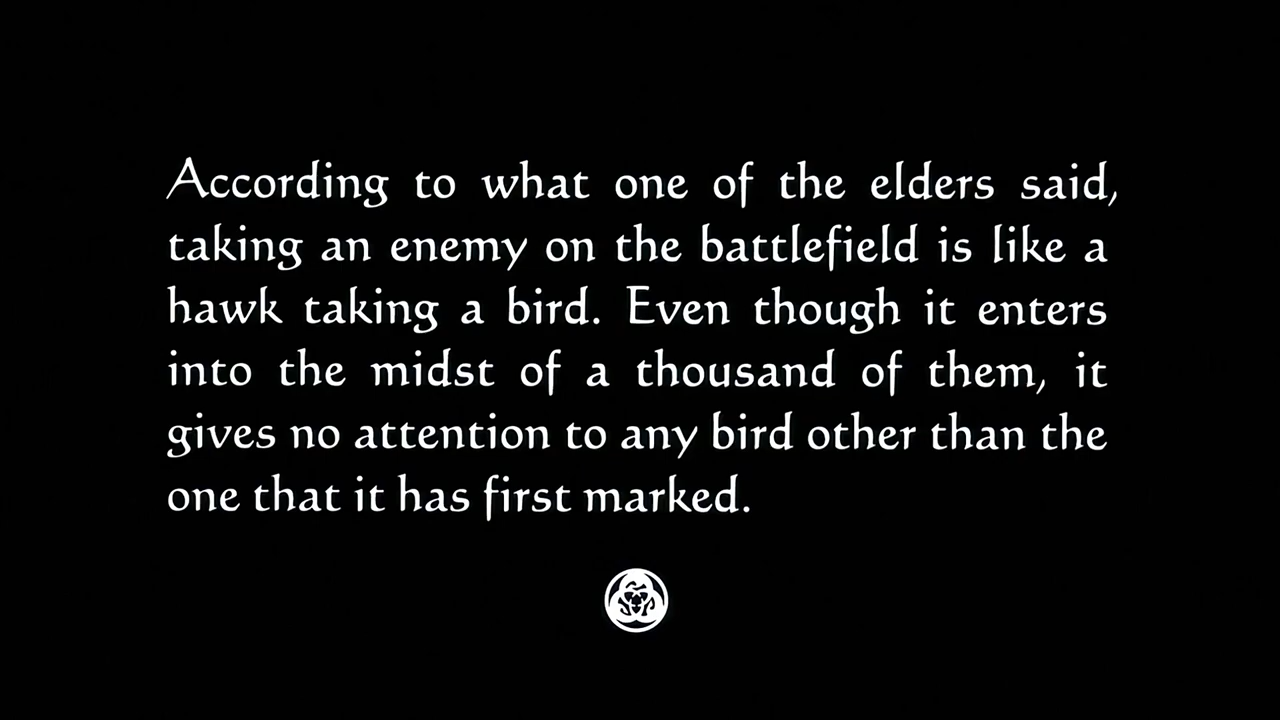 According to what one of the elders said,
taking an enemy on the battlefield is like a
hawk taking a bird. Even though it enters
into the midst of a thousand of them, it
gives no attention to any bird other than the
one that it has first marked.